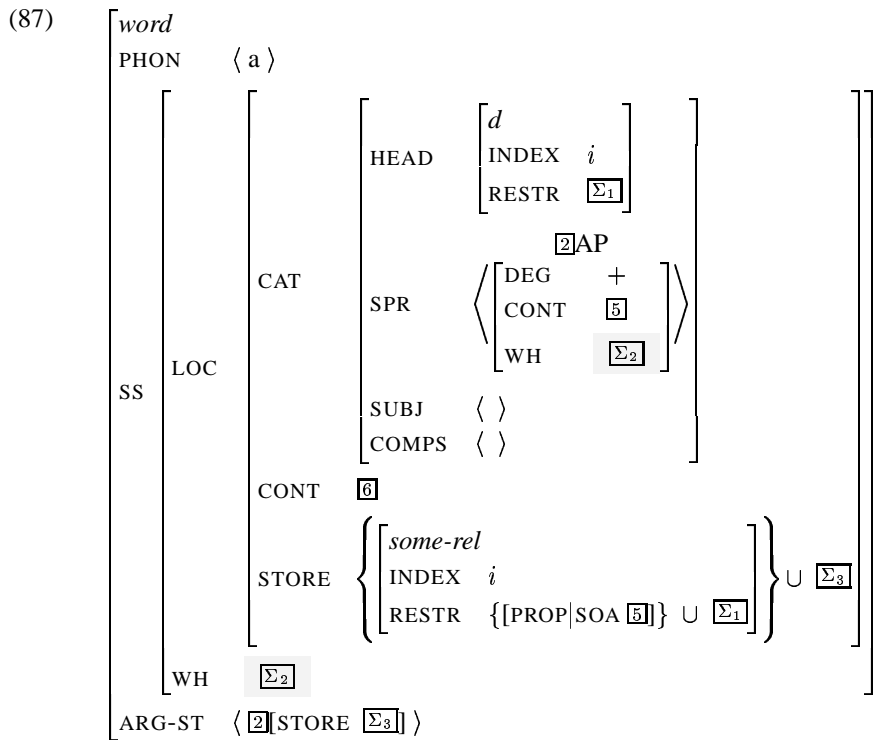 (87)
word
PHON ⟨ a ⟩
d
HEAD INDEX i
RESTR Σ1
2AP
CAT DEG +
SPR CONT 5
WH Σ2
LOC
SS
SUBJ ⟨ ⟩
COMPS ⟨ ⟩
CONT 6
some-rel
STORE INDEX i ∪ Σ3
RESTR {[PROP|SOA 5]} ∪ Σ1
WH Σ2
ARG-ST ⟨ 2[STORE Σ3] ⟩